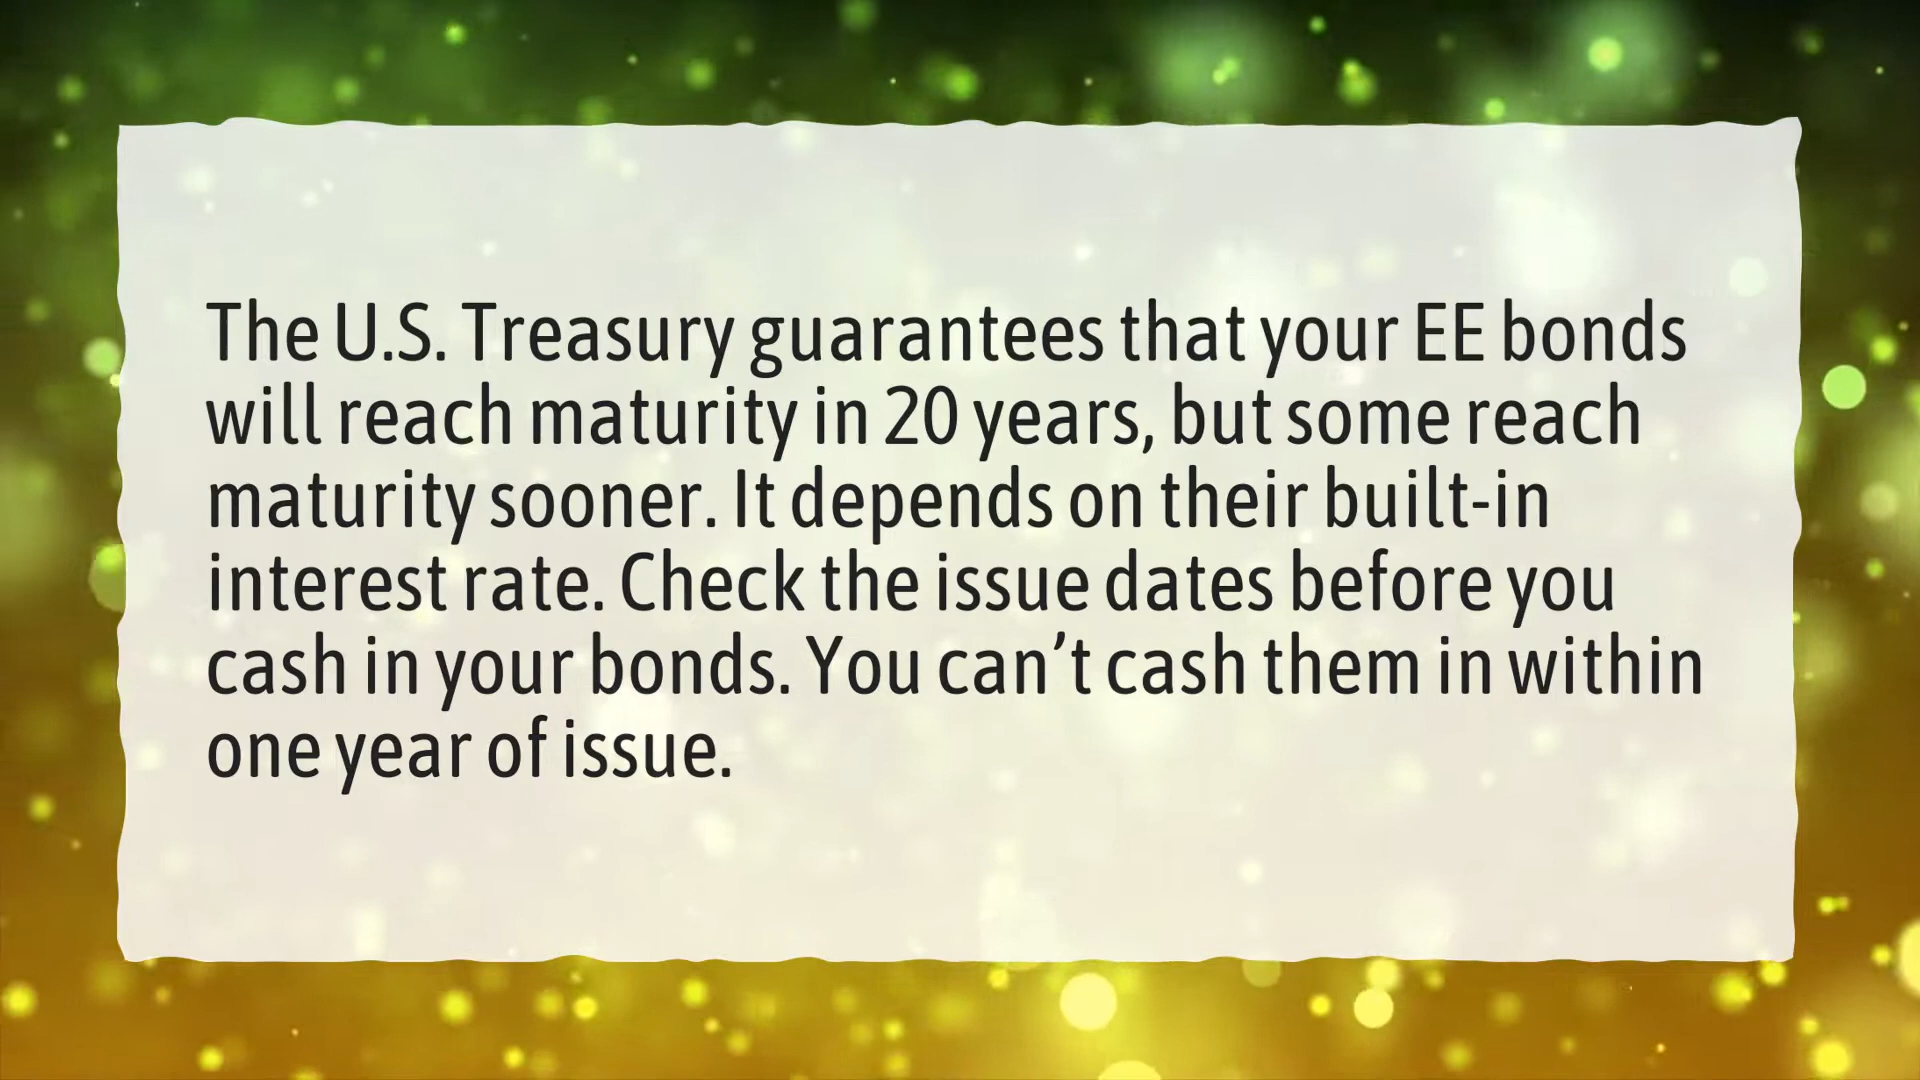 The U.S. Treasury guarantees that your EE bonds
will reach maturity in 20 years, but some reach
maturity sooner. It depends on their built-in
interest rate. Check the issue dates before you
cash in your bonds. You can’t cash them in within
one year of issue.